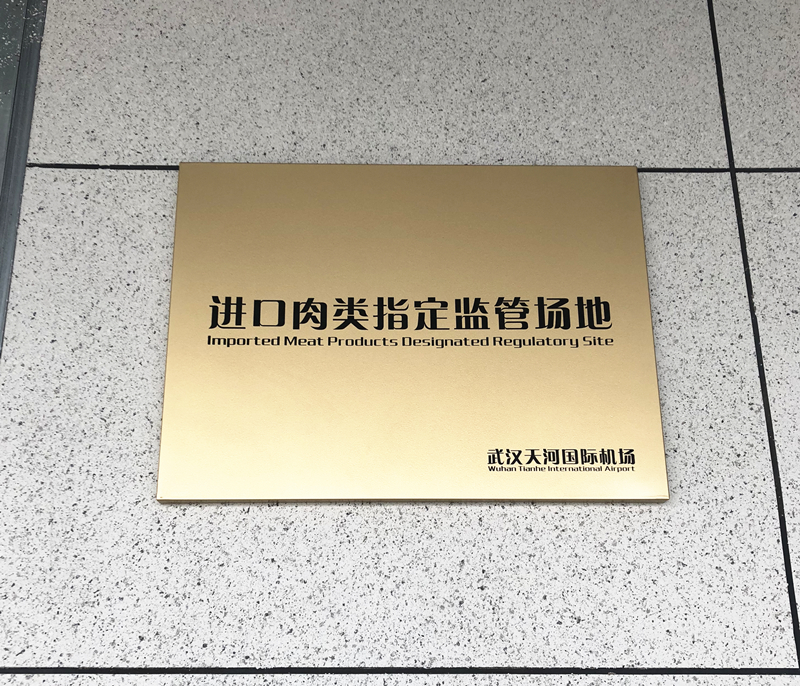 进口肉类指定监管场地
Imported Meat Products Designated Regulatory Site
武汉天河国际机场
Wuhan Tianhe International Airport